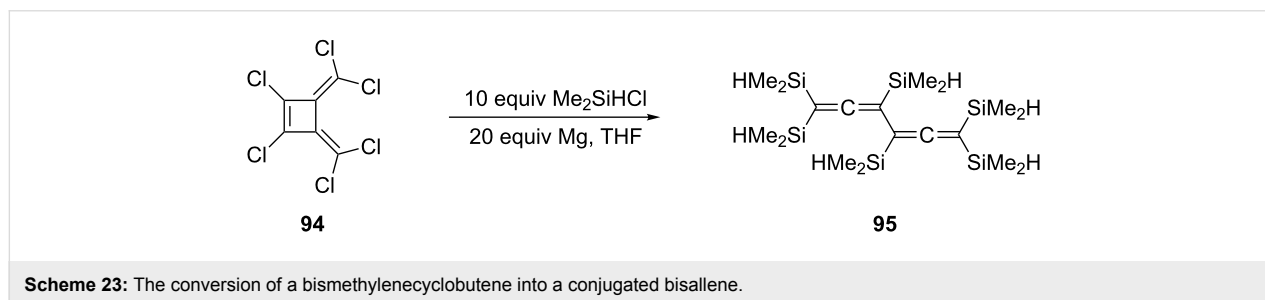 Cl
Cl Cl
10 equiv Me₂SiHCl
20 equiv Mg, THF
Cl Cl
Cl
94
HMe₂Si SiMe₂H
C SiMe₂H
HMe₂Si C
HMe₂Si SiMe₂H
95
Scheme 23: The conversion of a bismethylenecyclobutene into a conjugated bisallene.